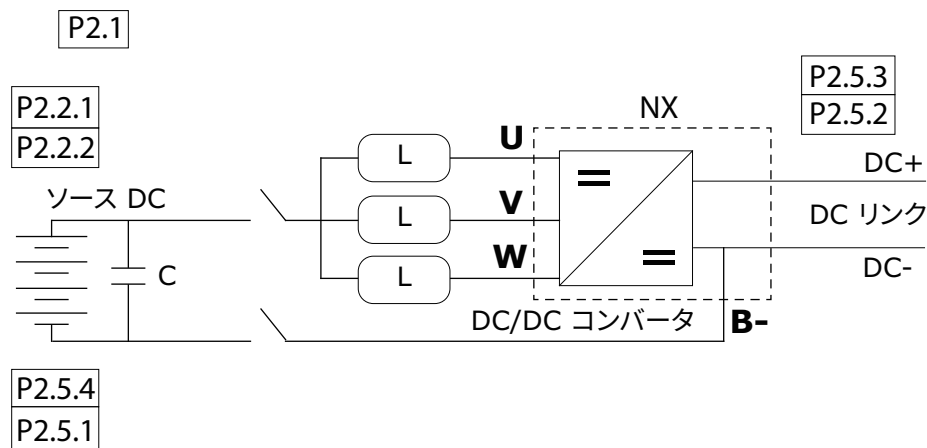 P2.1
P2.2.1
P2.2.2
P2.5.3
P2.5.2
NX
L
U
DC+
ソース DC
L
V
DC リンク
C
L
W
DC-
DC/DC コンバータ
B-
P2.5.4
P2.5.1